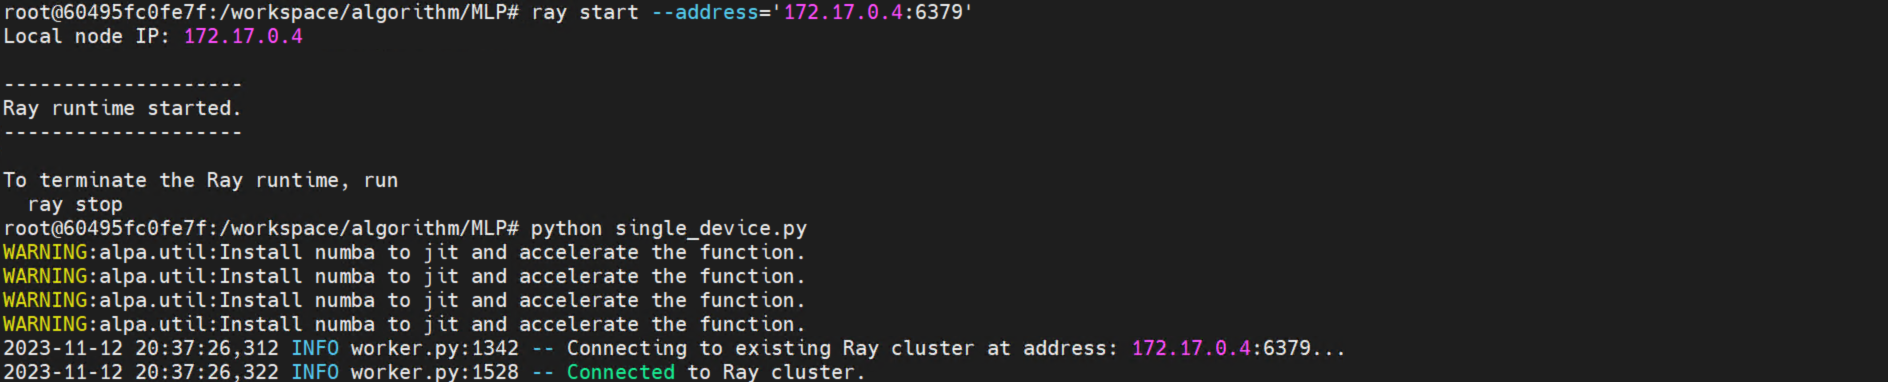 root@60495fc0fe7f:/workspace/algorithm/MLP# ray start --address='172.17.0.4:6379'
Local node IP: 172.17.0.4
--------------------
Ray runtime started.
--------------------
To terminate the Ray runtime, run
  ray stop
root@60495fc0fe7f:/workspace/algorithm/MLP# python single_device.py
WARNING:alpa.util:Install numba to jit and accelerate the function.
WARNING:alpa.util:Install numba to jit and accelerate the function.
WARNING:alpa.util:Install numba to jit and accelerate the function.
WARNING:alpa.util:Install numba to jit and accelerate the function.
2023-11-12 20:37:26,312 INFO worker.py:1342 -- Connecting to existing Ray cluster at address: 172.17.0.4:6379...
2023-11-12 20:37:26,322 INFO worker.py:1528 -- Connected to Ray cluster.